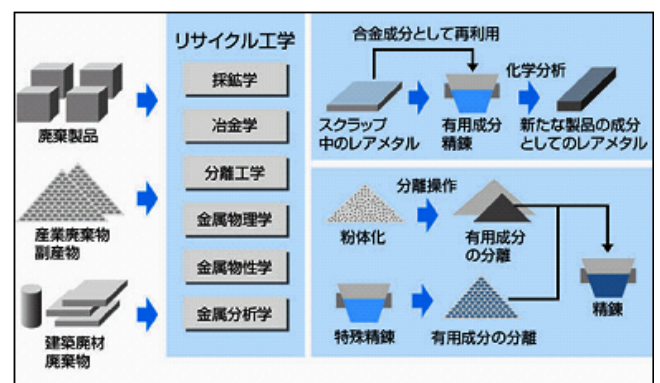 廃棄製品
産業廃棄物
副産物
建築廃材
廃棄物
リサイクル工学
採鉱学
冶金学
分離工学
金属物理学
金属物性学
金属分析学
合金成分として再利用
化学分析
スクラップ
中のレアメタル
有用成分
精錬
新たな製品の成分
としてのレアメタル
分離操作
粉体化
有用成分
の分離
特殊精錬
有用成分の分離
精錬